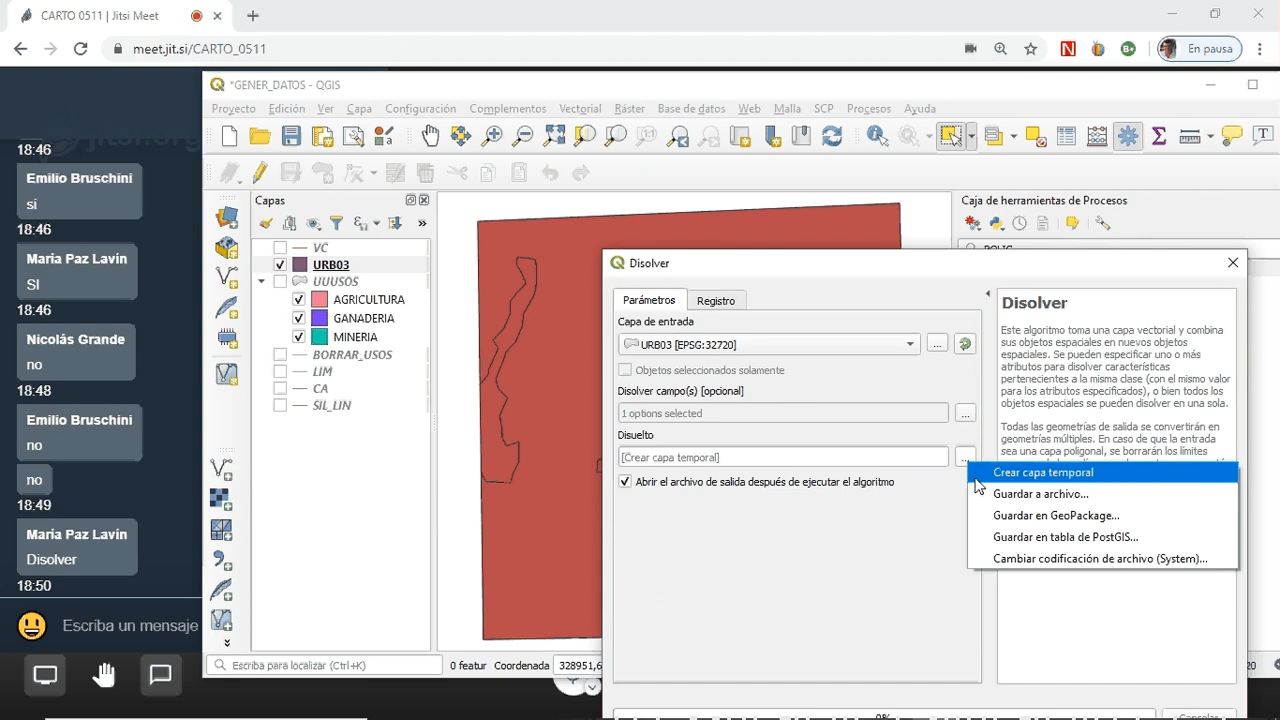 CARTO 0511 | Jitsi Meet
meet.jit.si/CARTO_0511
En pausa
jitsi.org
18:46
Emilio Bruschini
si
18:46
Maria Paz Lavín
SI
18:46
Nicolás Grande
no
18:48
Emilio Bruschini
no
no
18:49
Maria Paz Lavín
Disolver
18:50
Escriba un mensaje
*GENER_DATOS - QGIS
Proyecto Edición Ver Capa Configuración Complementos Vectorial Ráster Base de datos Web Malla SCP Procesos Ayuda
Capas
VC
URB03
UUUSOS
AGRICULTURA
GANADERIA
MINERIA
BORRAR_USOS
LIM
CA
SIL_LIN
Caja de herramientas de Procesos
Disolver
Parámetros
Registro
Capa de entrada
URB03 [EPSG:32720]
...
Objetos seleccionados solamente
Disolver campo(s) [opcional]
1 options selected
...
Disuelto
[Crear capa temporal]
...
Abrir el archivo de salida después de ejecutar el algoritmo
0%
Cancelar
Disolver
Este algoritmo toma una capa vectorial y combina
sus objetos espaciales en nuevos objetos
espaciales. Se pueden especificar uno o más
atributos para disolver características
pertenecientes a la misma clase (con el mismo valor
para los atributos especificados), o bien todos los
objetos espaciales se pueden disolver en una sola.
Todas las geometrías de salida se convertirán en
geometrías múltiples. En caso de que la entrada
sea una capa poligonal, se borrarán los límites
Crear capa temporal
Guardar a archivo...
Guardar en GeoPackage...
Guardar en tabla de PostGIS...
Cambiar codificación de archivo (System)...
Escriba para localizar (Ctrl+K)
0 featur
Coordenada
328951,6
20